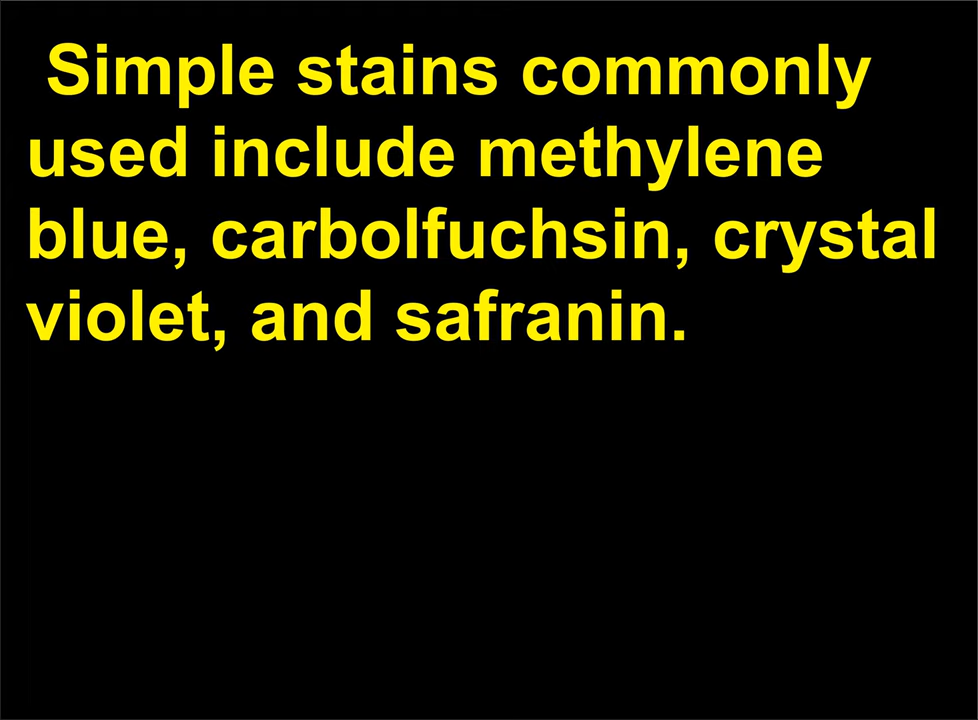 Simple stains commonly
used include methylene
blue, carbolfuchsin, crystal
violet, and safranin.